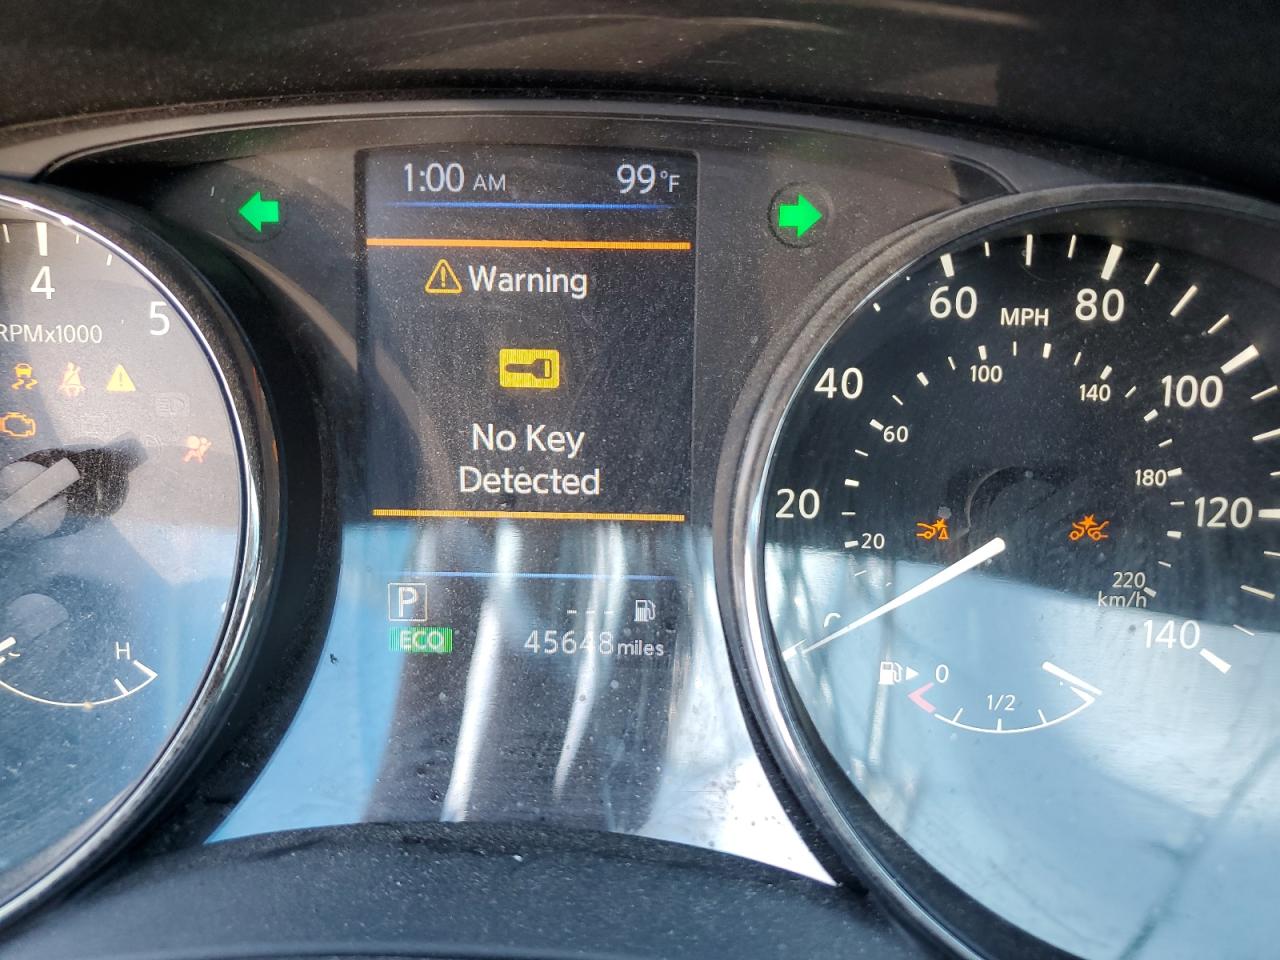 1:00 AM 99°F
Warning
No Key
Detected
P
---
ECO 45648 miles
4
5
RPMx1000
H
60 MPH 80
100 140
40 100
60
180
20 120
20
220
km/h
140
0
1/2